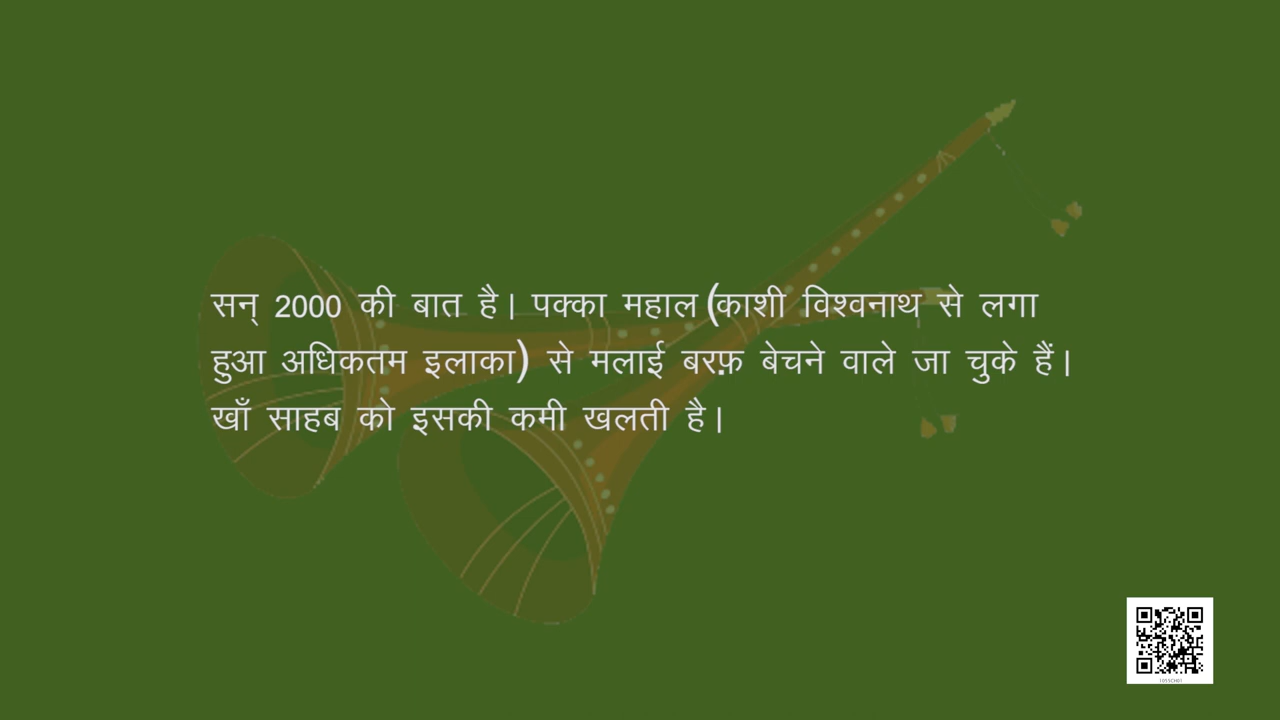 सन् 2000 की बात है। पक्का महाल (काशी विश्वनाथ से लगा
हुआ अधिकतम इलाका) से मलाई बरफ़ बेचने वाले जा चुके हैं।
खाँ साहब को इसकी कमी खलती है।